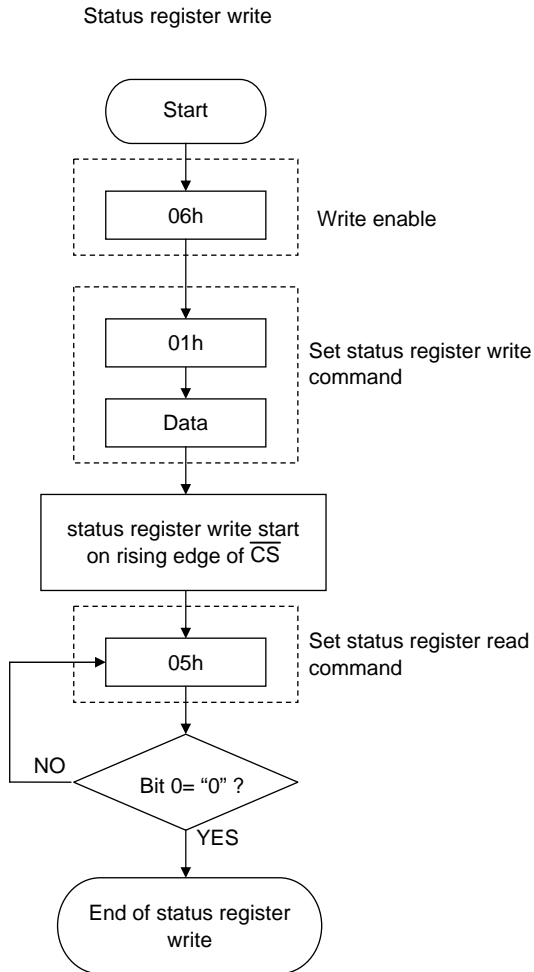 Status register write
Start
06h
Write enable
01h
Set status register write
command
Data
status register write start
on rising edge of C̅S̅
05h
Set status register read
command
NO
Bit 0= “0” ?
YES
End of status register
write